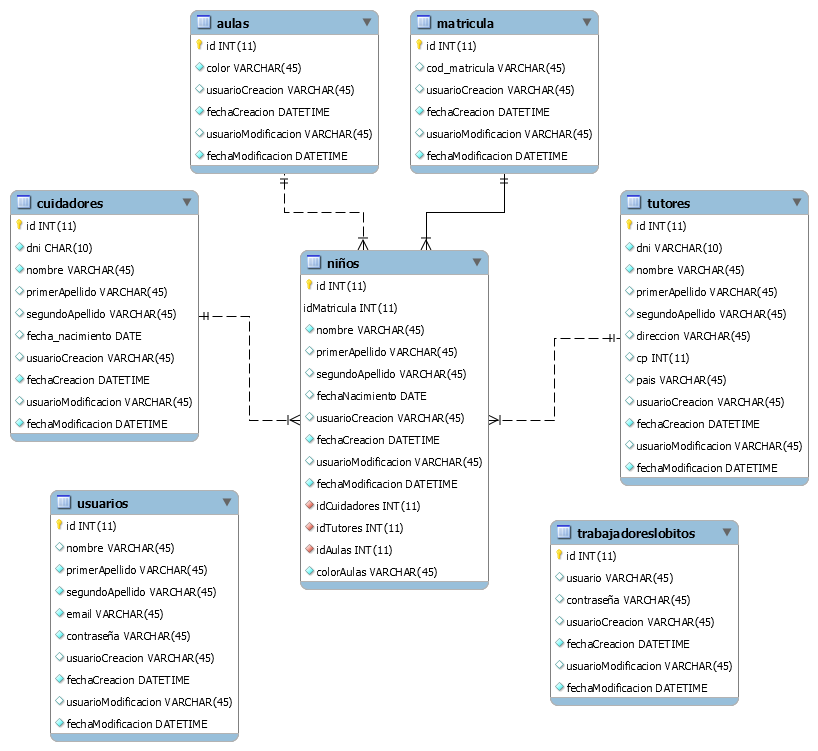 aulas
id INT(11)
color VARCHAR(45)
usuarioCreacion VARCHAR(45)
fechaCreacion DATETIME
usuarioModificacion VARCHAR(45)
fechaModificacion DATETIME
matricula
id INT(11)
cod_matricula VARCHAR(45)
usuarioCreacion VARCHAR(45)
fechaCreacion DATETIME
usuarioModificacion VARCHAR(45)
fechaModificacion DATETIME
cuidadores
id INT(11)
dni CHAR(10)
nombre VARCHAR(45)
primerApellido VARCHAR(45)
segundoApellido VARCHAR(45)
fecha_nacimiento DATE
usuarioCreacion VARCHAR(45)
fechaCreacion DATETIME
usuarioModificacion VARCHAR(45)
fechaModificacion DATETIME
niños
id INT(11)
idMatricula INT(11)
nombre VARCHAR(45)
primerApellido VARCHAR(45)
segundoApellido VARCHAR(45)
fechaNacimiento DATE
usuarioCreacion VARCHAR(45)
fechaCreacion DATETIME
usuarioModificacion VARCHAR(45)
fechaModificacion DATETIME
idCuidadores INT(11)
idTutores INT(11)
idAulas INT(11)
colorAulas VARCHAR(45)
tutores
id INT(11)
dni VARCHAR(10)
nombre VARCHAR(45)
primerApellido VARCHAR(45)
segundoApellido VARCHAR(45)
direccion VARCHAR(45)
cp INT(11)
pais VARCHAR(45)
usuarioCreacion VARCHAR(45)
fechaCreacion DATETIME
usuarioModificacion VARCHAR(45)
fechaModificacion DATETIME
usuarios
id INT(11)
nombre VARCHAR(45)
primerApellido VARCHAR(45)
segundoApellido VARCHAR(45)
email VARCHAR(45)
contraseña VARCHAR(45)
usuarioCreacion VARCHAR(45)
fechaCreacion DATETIME
usuarioModificacion VARCHAR(45)
fechaModificacion DATETIME
trabajadoreslobitos
id INT(11)
usuario VARCHAR(45)
contraseña VARCHAR(45)
usuarioCreacion VARCHAR(45)
fechaCreacion DATETIME
usuarioModificacion VARCHAR(45)
fechaModificacion DATETIME